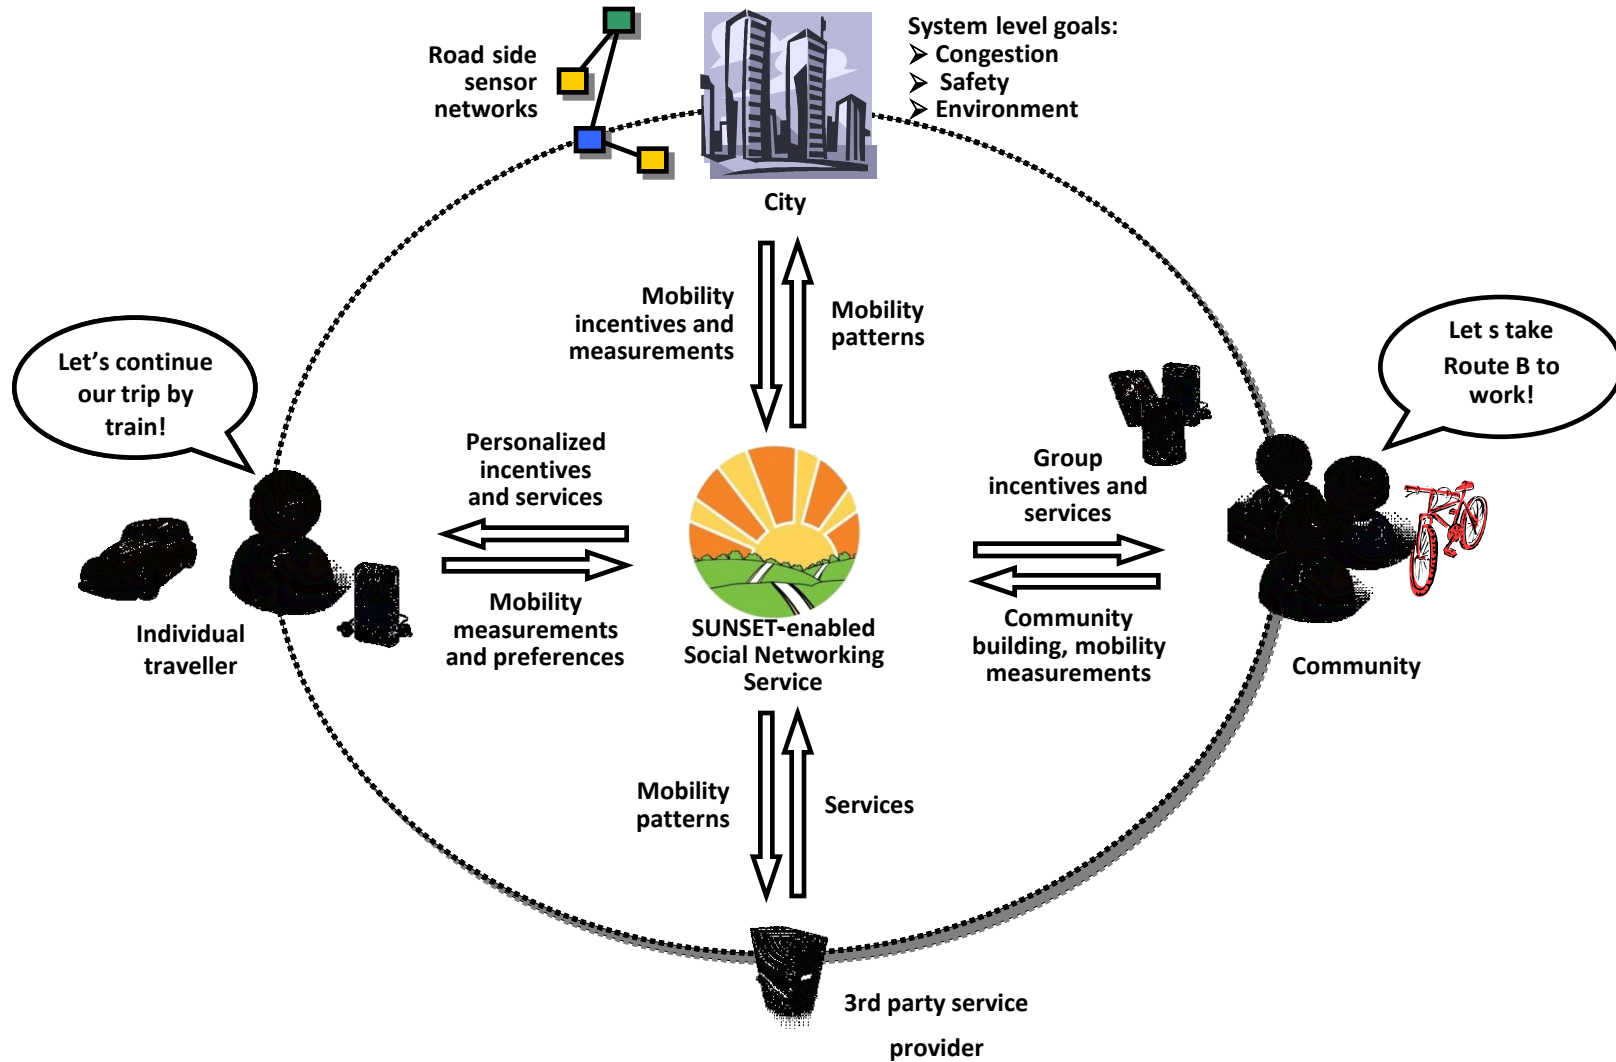 Road side
sensor
networks
System level goals:
➢ Congestion
➢ Safety
➢ Environment
City
Mobility
incentives and
measurements
Mobility
patterns
Let’s continue
our trip by
train!
Let s take
Route B to
work!
Personalized
incentives
and services
Group
incentives and
services
Mobility
measurements
and preferences
SUNSET-enabled
Social Networking
Service
Community
building, mobility
measurements
Individual
traveller
Community
Mobility
patterns
Services
3rd party service
provider